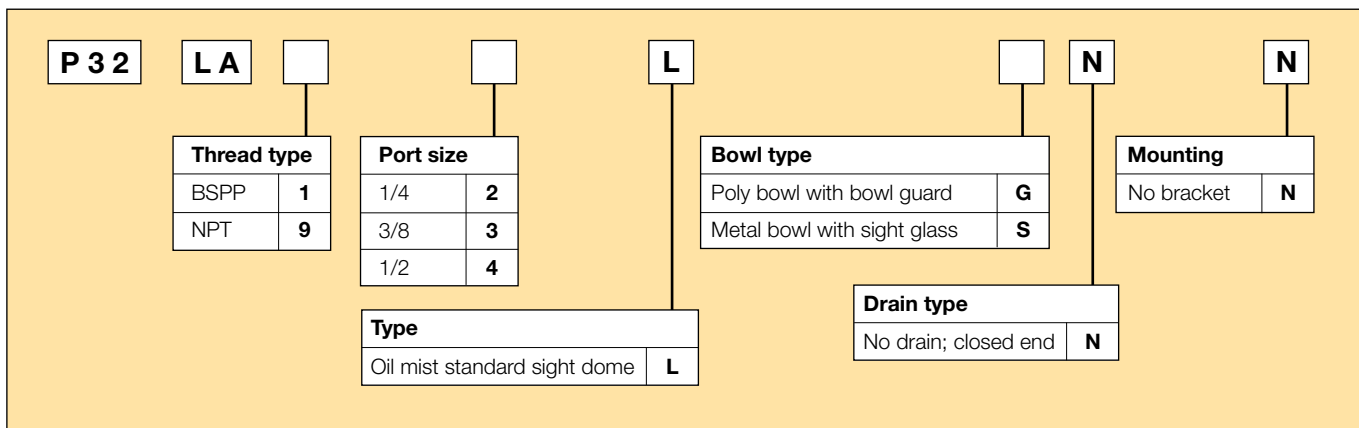 P 3 2 L A L N N
Thread type
BSPP 1
NPT 9
Port size
1/4 2
3/8 3
1/2 4
Type
Oil mist standard sight dome L
Bowl type
Poly bowl with bowl guard G
Metal bowl with sight glass S
Drain type
No drain; closed end N
Mounting
No bracket N